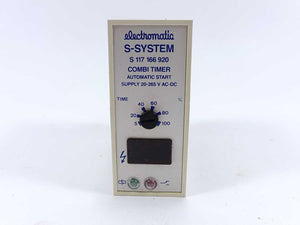 electromatic
S-SYSTEM
S 117 166 920
COMBI TIMER
AUTOMATIC START
SUPPLY 20-265 V AC-DC
TIME %
40 60
20 80
5 100